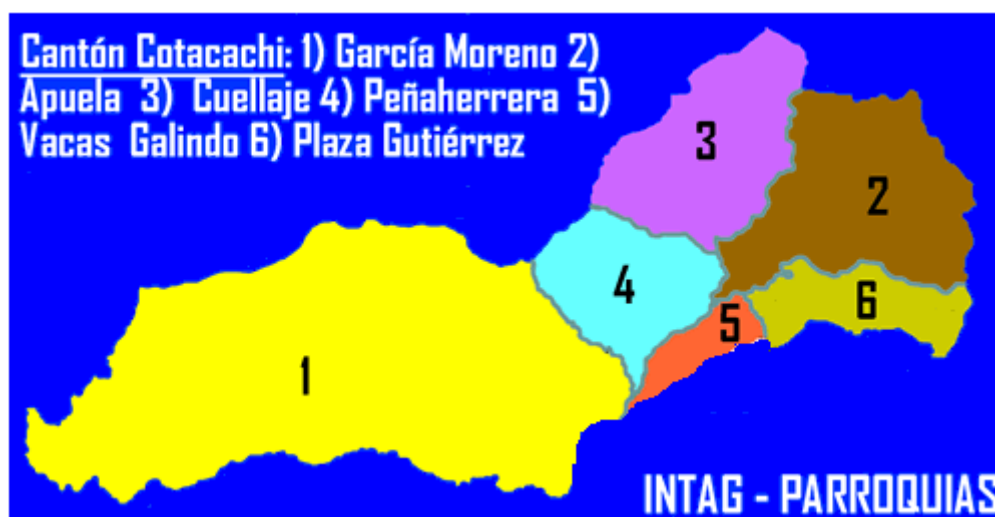 Cantón Cotacachi: 1) García Moreno 2)
Apuela 3) Cuellaje 4) Peñaherrera 5)
Vacas Galindo 6) Plaza Gutiérrez
3
2
4
6
5
1
INTAG - PARROQUIAS